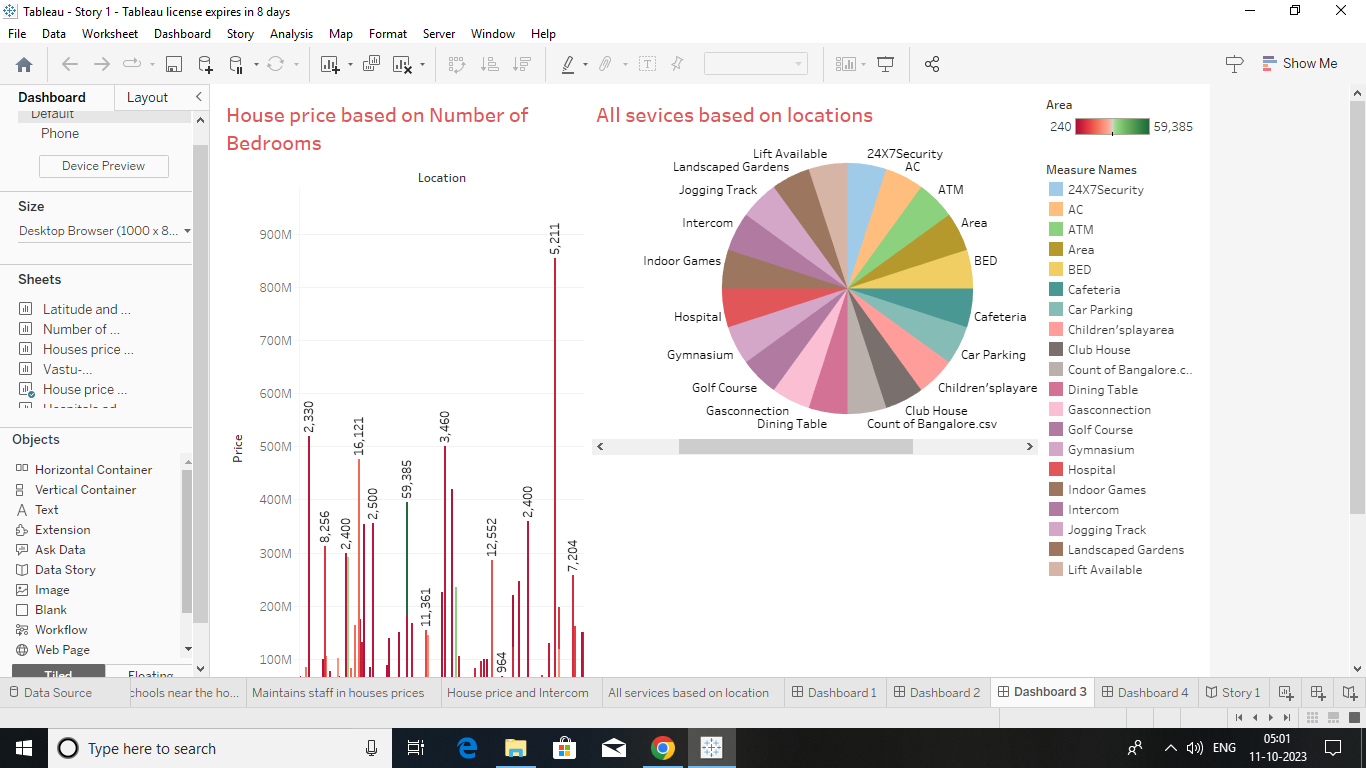 Tableau - Story 1 - Tableau license expires in 8 days
File Data Worksheet Dashboard Story Analysis Map Format Server Window Help
Show Me
Dashboard Layout
Default
Phone
Device Preview
Size
Desktop Browser (1000 x 8...
Sheets
Latitude and ...
Number of ...
Houses price ...
Vastu-...
House price ...
Objects
Horizontal Container
Vertical Container
Text
Extension
Ask Data
Data Story
Image
Blank
Workflow
Web Page
Tiled Floating
House price based on Number of
Bedrooms
Location
Price
900M
800M
700M
600M
500M
400M
300M
200M
100M
2,330
8,256
2,400
16,121
2,500
59,385
11,361
3,460
12,552
964
2,400
5,211
7,204
All sevices based on locations
Lift Available
24X7Security
Landscaped Gardens
AC
Jogging Track
ATM
Intercom
Area
Indoor Games
BED
Hospital
Cafeteria
Gymnasium
Car Parking
Golf Course
Children'splayare
Gasconnection
Club House
Dining Table
Count of Bangalore.csv
Area
240 59,385
Measure Names
24X7Security
AC
ATM
Area
BED
Cafeteria
Car Parking
Children'splayarea
Club House
Count of Bangalore.c..
Dining Table
Gasconnection
Golf Course
Gymnasium
Hospital
Indoor Games
Intercom
Jogging Track
Landscaped Gardens
Lift Available
Data Source chools near the ho... Maintains staff in houses prices House price and Intercom All services based on location Dashboard 1 Dashboard 2 Dashboard 3 Dashboard 4 Story 1
Type here to search
ENG
05:01
11-10-2023